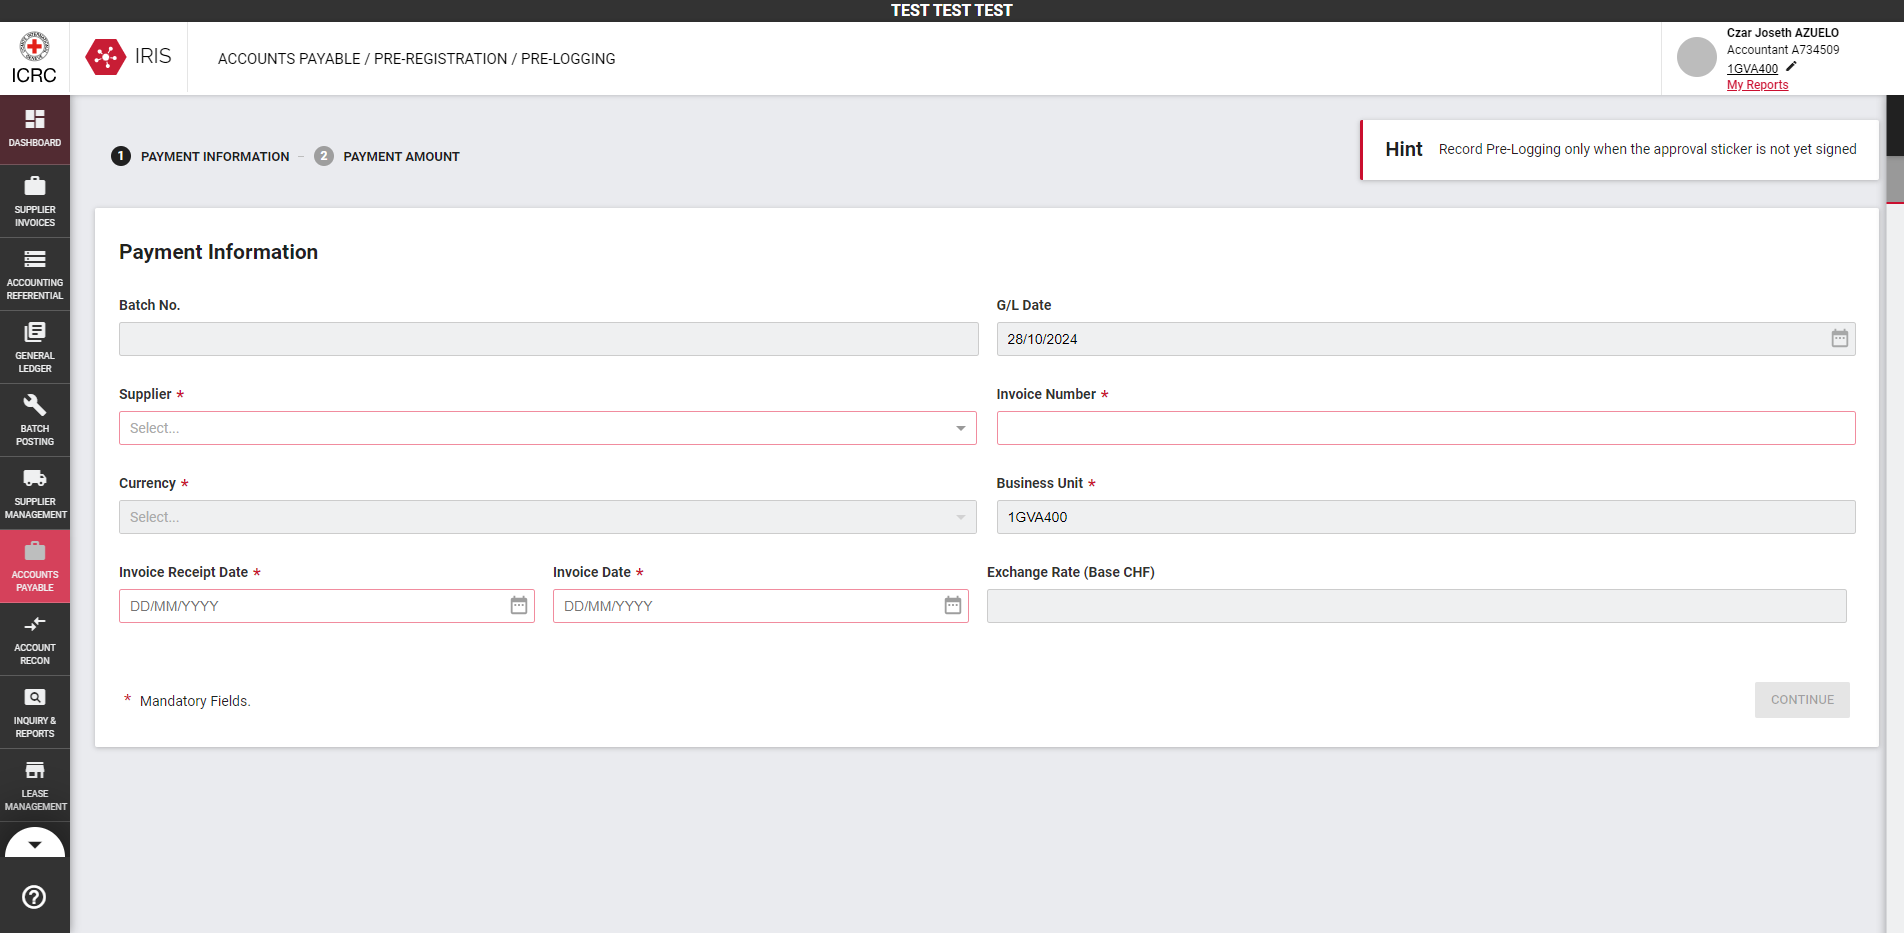 TEST TEST TEST
ICRC
IRIS
ACCOUNTS PAYABLE / PRE-REGISTRATION / PRE-LOGGING
Czar Joseth AZUELO
Accountant A734509
1GVA400
My Reports
DASHBOARD
SUPPLIER
INVOICES
ACCOUNTING
REFERENTIAL
GENERAL
LEDGER
BATCH
POSTING
SUPPLIER
MANAGEMENT
ACCOUNTS
PAYABLE
ACCOUNT
RECON
INQUIRY &
REPORTS
LEASE
MANAGEMENT
1 PAYMENT INFORMATION – 2 PAYMENT AMOUNT
Hint Record Pre-Logging only when the approval sticker is not yet signed
Payment Information
Batch No.
G/L Date
28/10/2024
Supplier *
Select...
Invoice Number *
Currency *
Select...
Business Unit *
1GVA400
Invoice Receipt Date *
DD/MM/YYYY
Invoice Date *
DD/MM/YYYY
Exchange Rate (Base CHF)
* Mandatory Fields.
CONTINUE